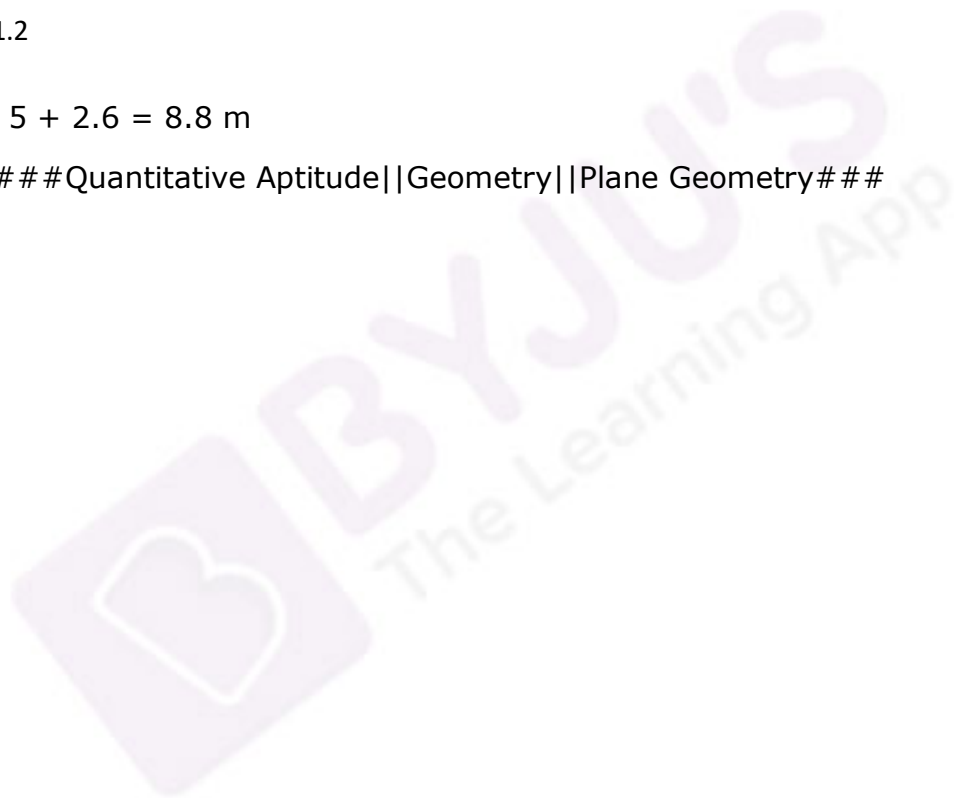 1.2
5 + 2.6 = 8.8 m
###Quantitative Aptitude||Geometry||Plane Geometry###
BYJU'S
The Learning App